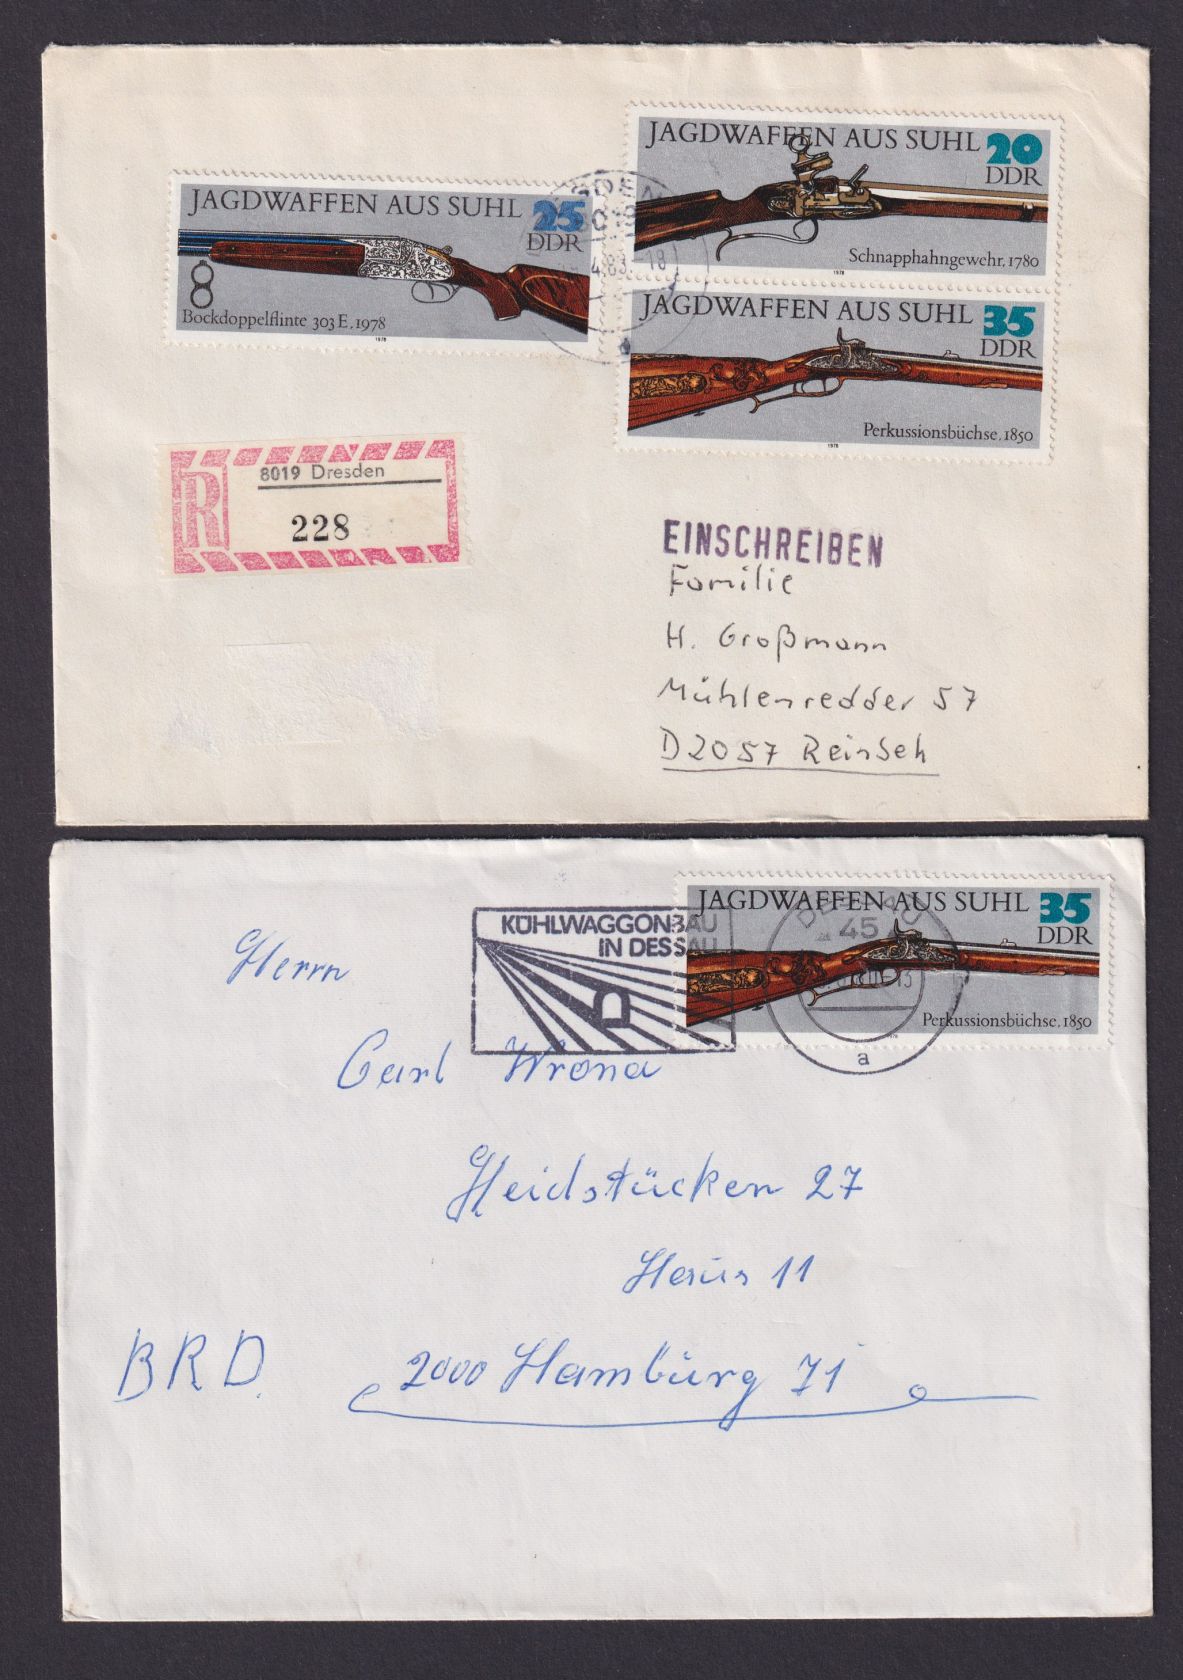 JAGDWAFFEN AUS SUHL 25
DDR
Bockdoppelflinte 303 E. 1978
1978
JAGDWAFFEN AUS SUHL 20
DDR
Schnapphahngewehr, 1780
1978
JAGDWAFFEN AUS SUHL 35
DDR
Perkussionsbüchse, 1850
1978
R
8019 Dresden
228
EINSCHREIBEN
Familie
H. Großmann
Mühlenredder 57
D2057 Reinbek
JAGDWAFFEN AUS SUHL 35
DDR
Perkussionsbüchse, 1850
KÜHLWAGGONBAU
IN DESSAU
45
a
Herrn
Carl Wrona
Heidstücken 27
Haus 11
BRD.
2000 Hamburg 71